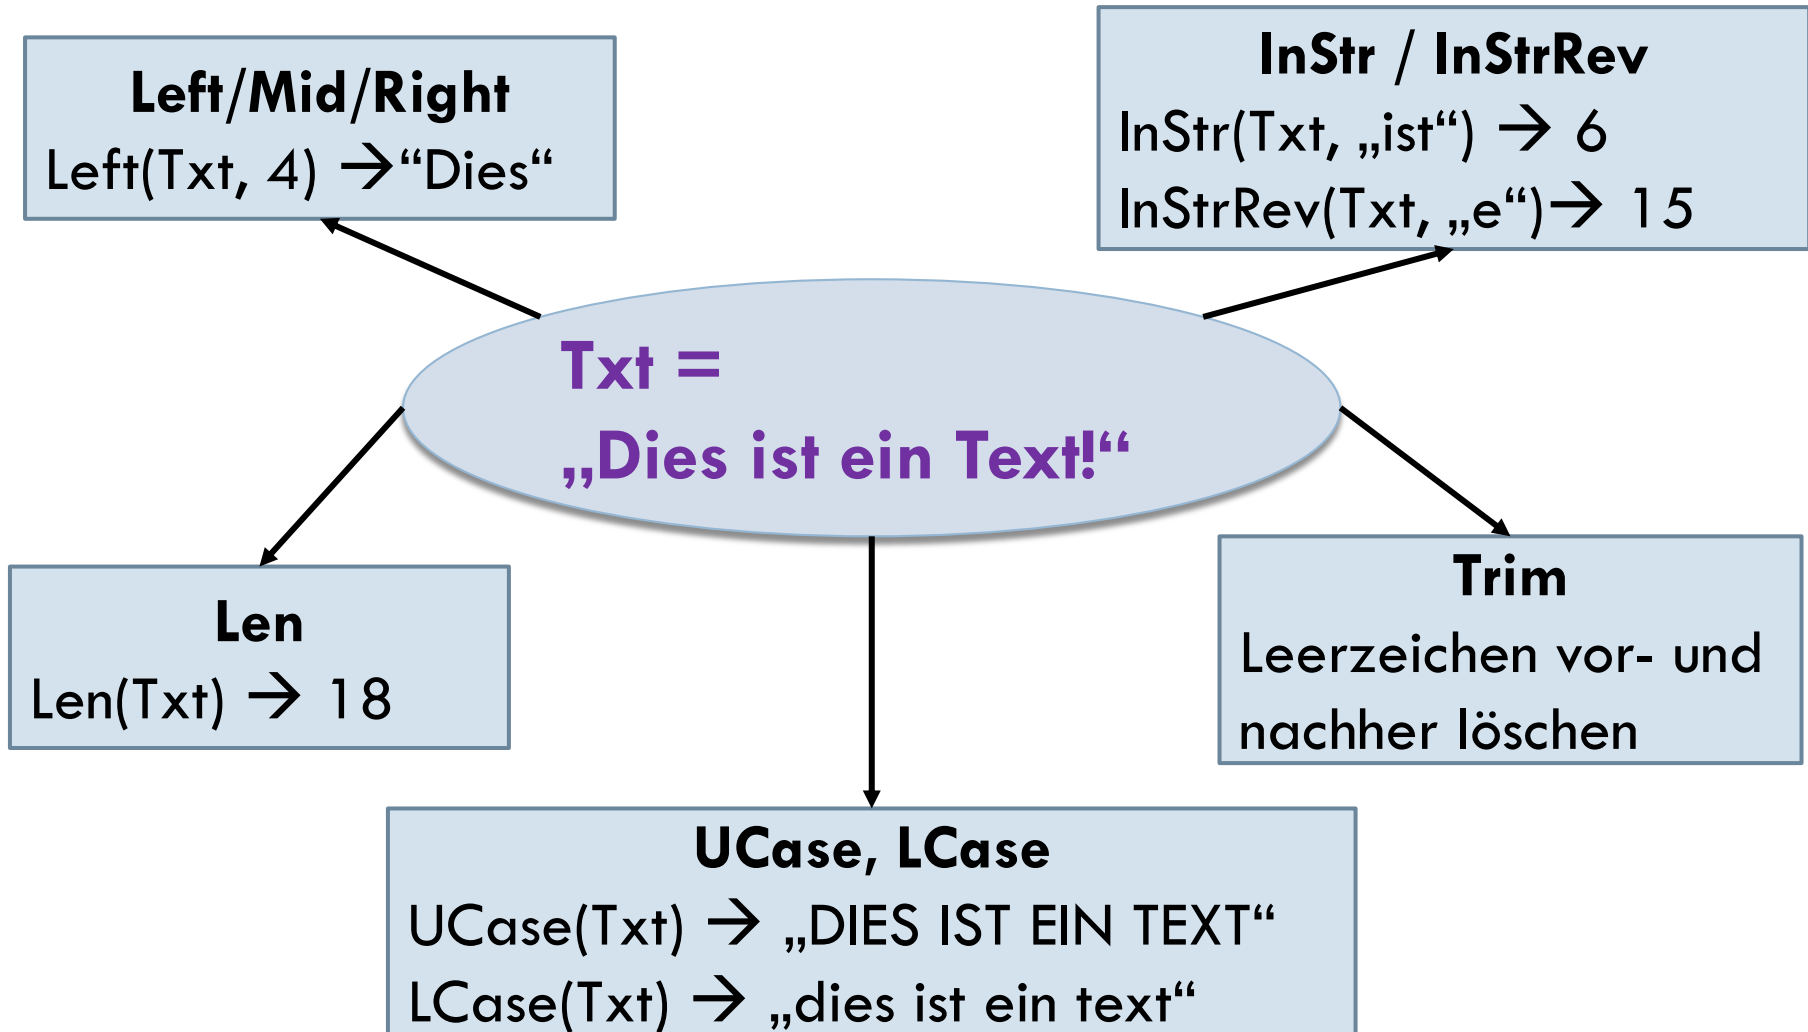 Left/Mid/Right
Left(Txt, 4) →“Dies“
InStr / InStrRev
InStr(Txt, „ist“) → 6
InStrRev(Txt, „e“)→ 15
Txt =
„Dies ist ein Text!“
Len
Len(Txt) → 18
Trim
Leerzeichen vor- und
nachher löschen
UCase, LCase
UCase(Txt) → „DIES IST EIN TEXT“
LCase(Txt) → „dies ist ein text“